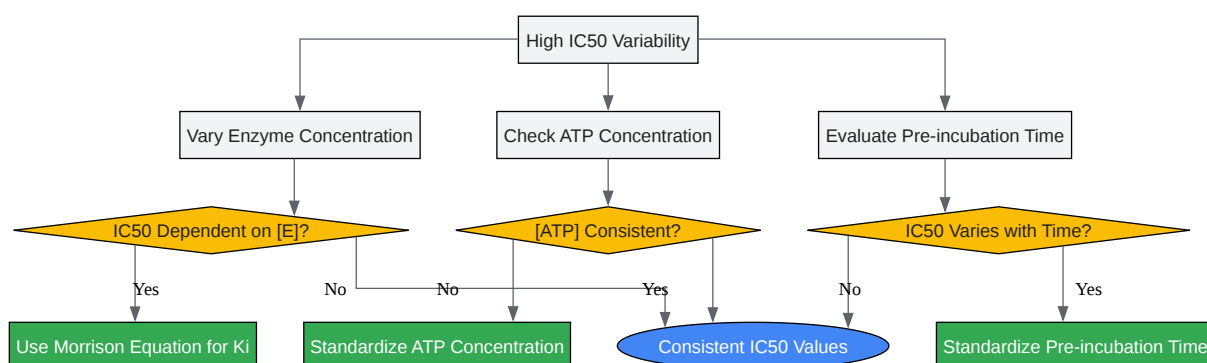 High IC50 Variability
Vary Enzyme Concentration
Check ATP Concentration
Evaluate Pre-incubation Time
IC50 Dependent on [E]?
[ATP] Consistent?
IC50 Varies with Time?
Yes
No
No
Yes
No
Yes
Use Morrison Equation for Ki
Standardize ATP Concentration
Consistent IC50 Values
Standardize Pre-incubation Time